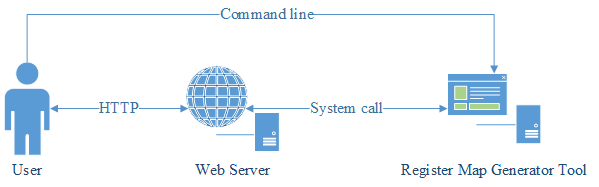 Command line
HTTP
System call
User
Web Server
Register Map Generator Tool